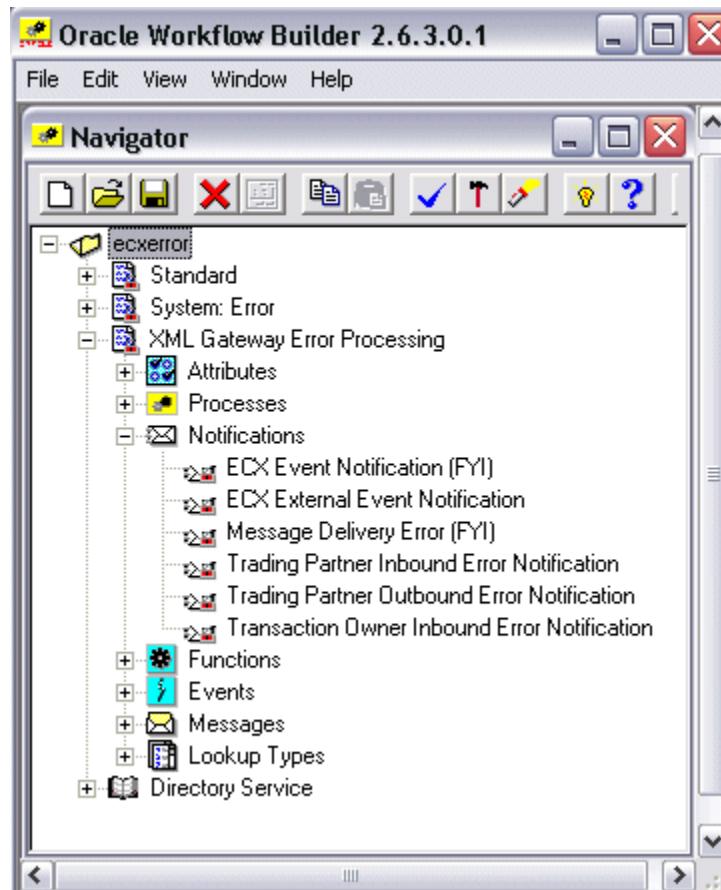 Oracle Workflow Builder 2.6.3.0.1
File Edit View Window Help
Navigator
ecxerror
Standard
System: Error
XML Gateway Error Processing
Attributes
Processes
Notifications
ECX Event Notification (FYI)
ECX External Event Notification
Message Delivery Error (FYI)
Trading Partner Inbound Error Notification
Trading Partner Outbound Error Notification
Transaction Owner Inbound Error Notification
Functions
Events
Messages
Lookup Types
Directory Service